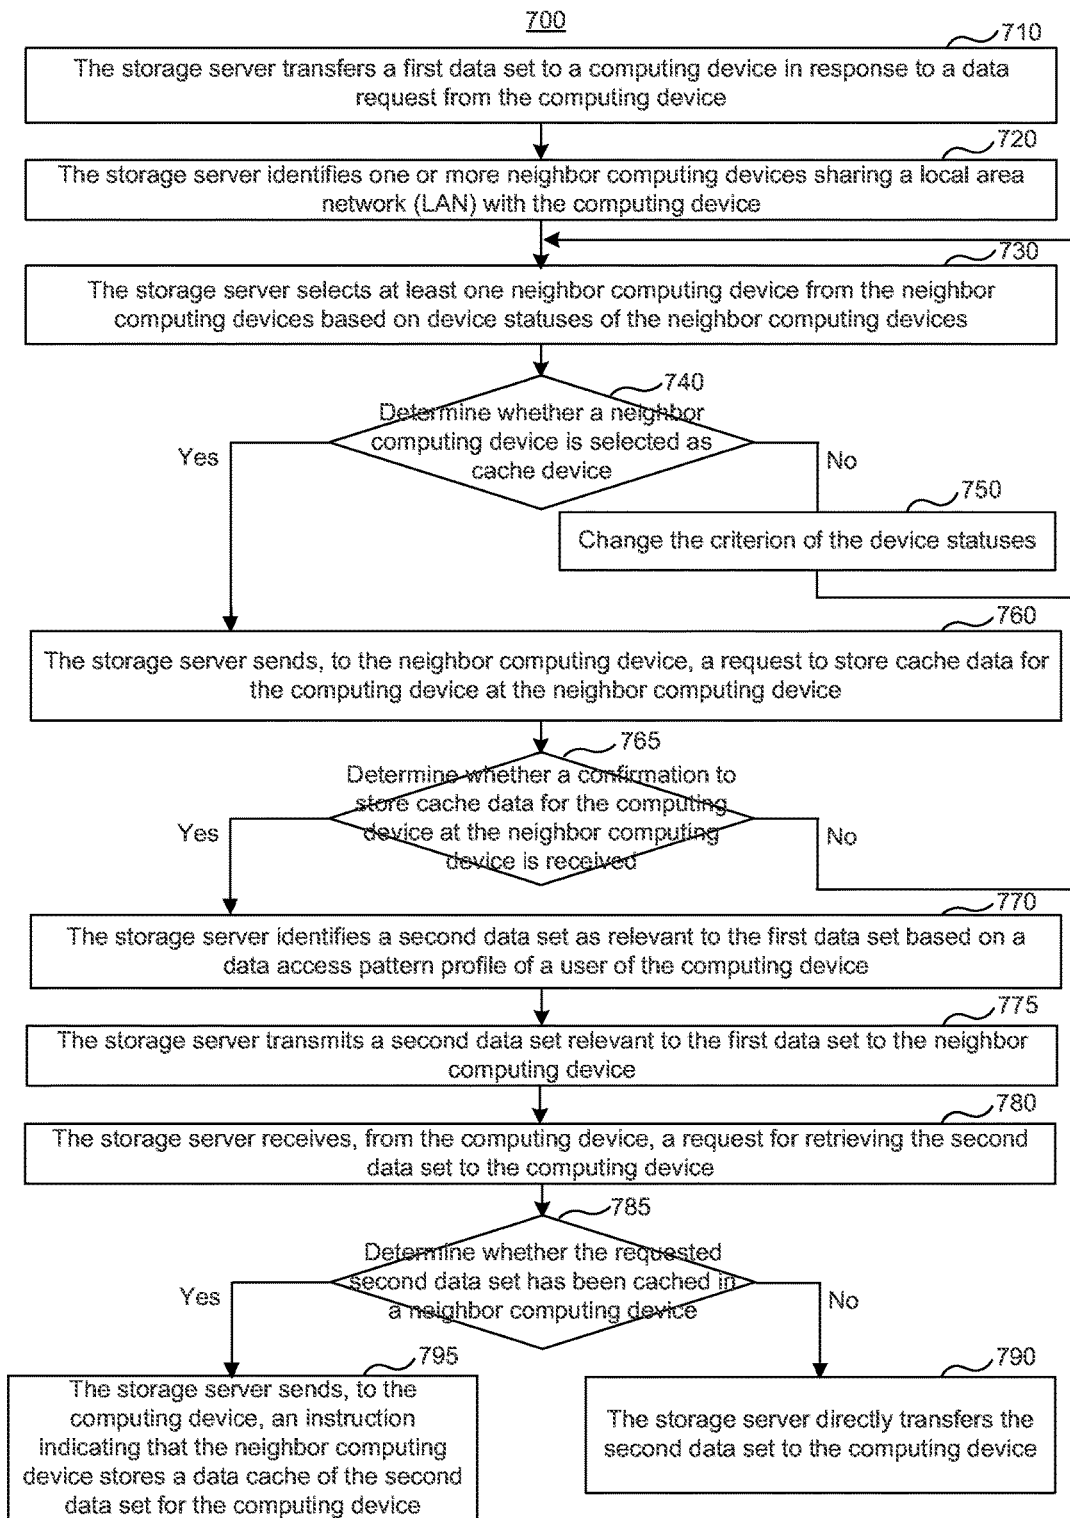 700
710
The storage server transfers a first data set to a computing device in response to a data
request from the computing device
720
The storage server identifies one or more neighbor computing devices sharing a local area
network (LAN) with the computing device
730
The storage server selects at least one neighbor computing device from the neighbor
computing devices based on device statuses of the neighbor computing devices
740
Determine whether a neighbor
computing device is selected as
cache device
Yes
No
750
Change the criterion of the device statuses
760
The storage server sends, to the neighbor computing device, a request to store cache data for
the computing device at the neighbor computing device
765
Determine whether a confirmation to
store cache data for the computing
device at the neighbor computing
device is received
Yes
No
770
The storage server identifies a second data set as relevant to the first data set based on a
data access pattern profile of a user of the computing device
775
The storage server transmits a second data set relevant to the first data set to the neighbor
computing device
780
The storage server receives, from the computing device, a request for retrieving the second
data set to the computing device
785
Determine whether the requested
second data set has been cached in
a neighbor computing device
Yes
No
795
The storage server sends, to the
computing device, an instruction
indicating that the neighbor computing
device stores a data cache of the second
data set for the computing device
790
The storage server directly transfers the
second data set to the computing device